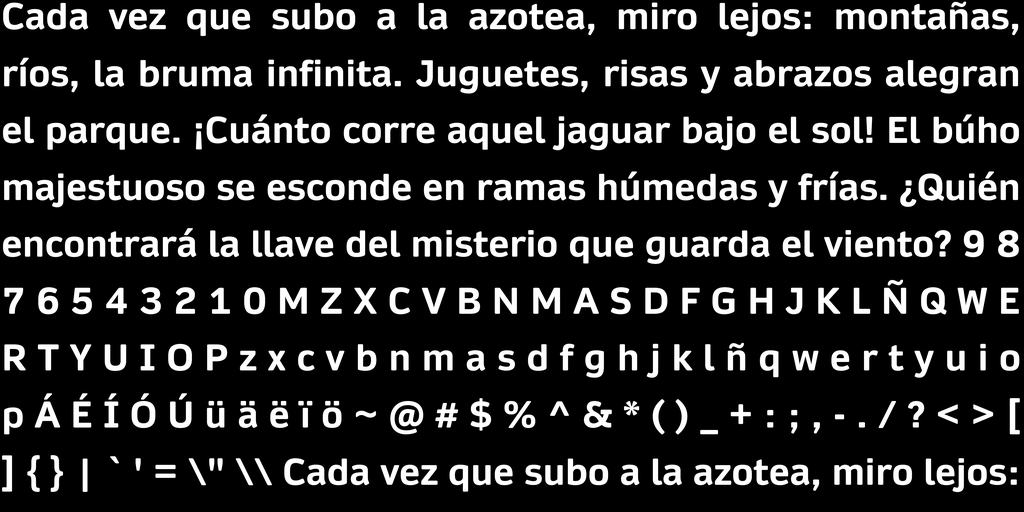 Cada vez que subo a la azotea, miro lejos: montañas,
ríos, la bruma infinita. Juguetes, risas y abrazos alegran
el parque. ¡Cuánto corre aquel jaguar bajo el sol! El búho
majestuoso se esconde en ramas húmedas y frías. ¿Quién
encontrará la llave del misterio que guarda el viento? 9 8
7 6 5 4 3 2 1 0 M Z X C V B N M A S D F G H J K L Ñ Q W E
R T Y U I O P z x c v b n m a s d f g h j k l ñ q w e r t y u i o
p Á É Í Ó Ú ü ä ë ï ö ~ @ # $ % ^ & * ( ) _ + : ; , - . / ? < > [
] { } | ` ' = \" \\ Cada vez que subo a la azotea, miro lejos: